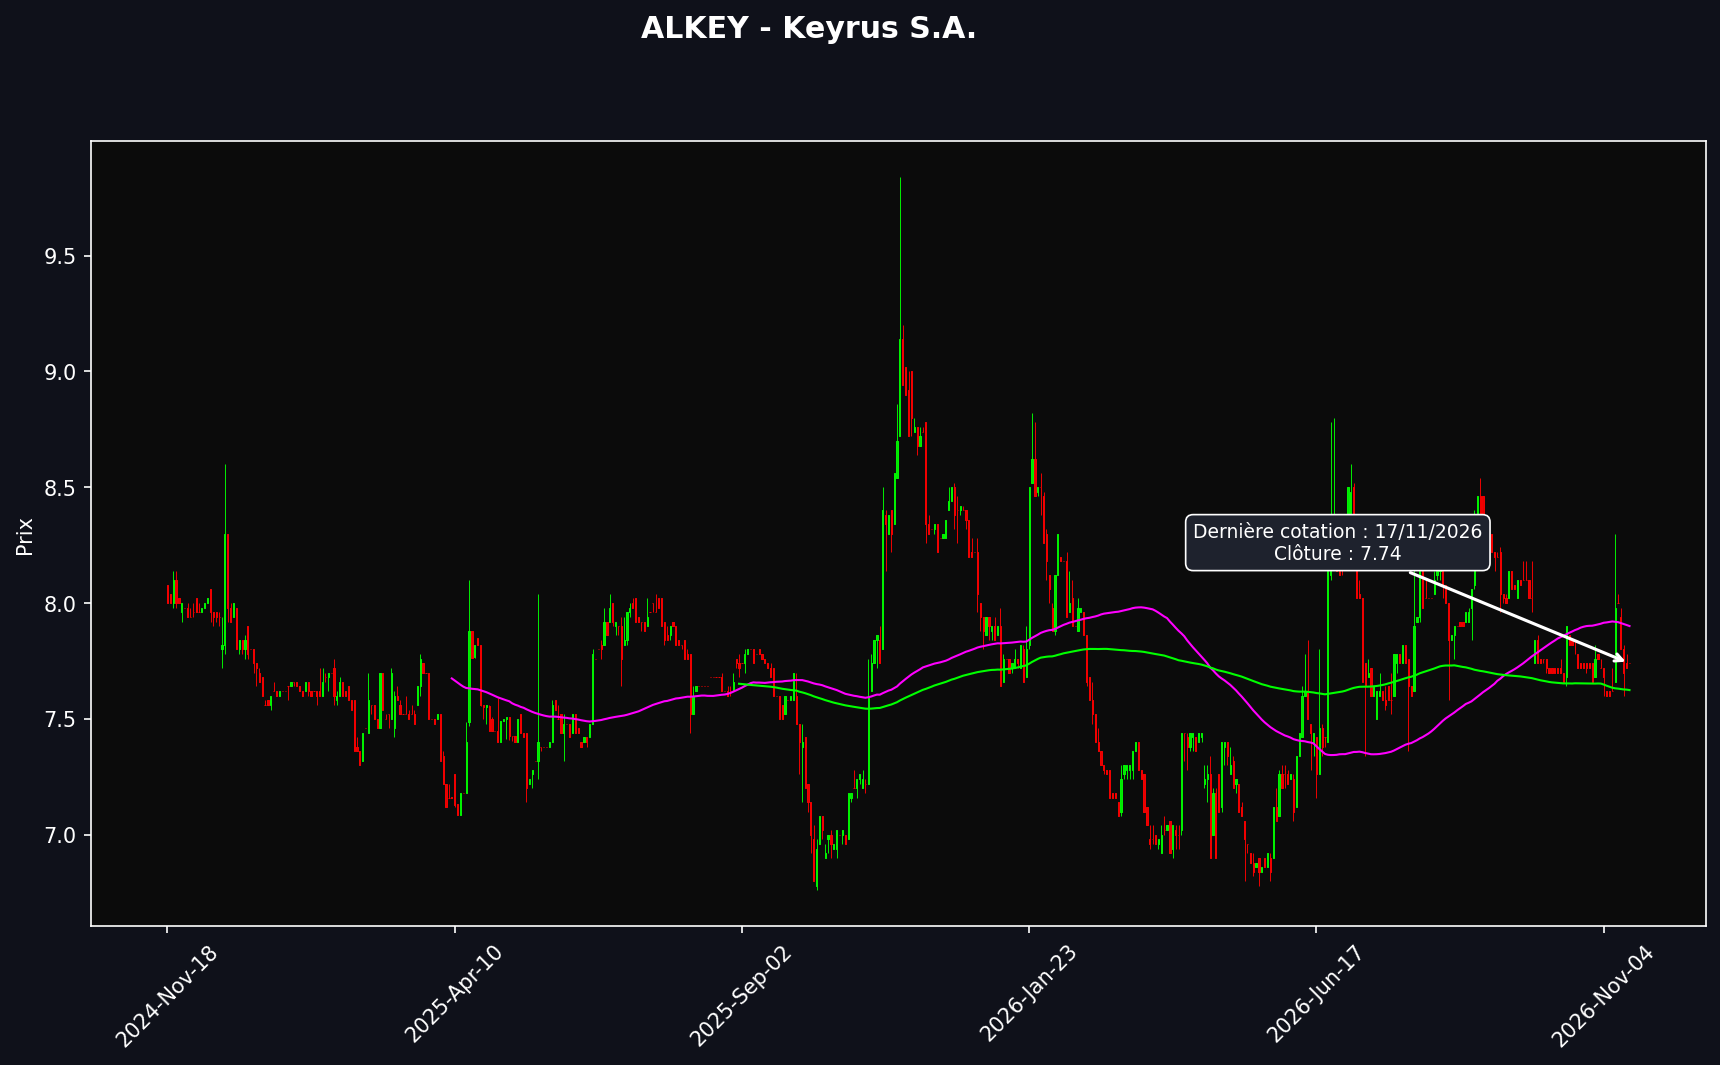 ALKEY - Keyrus S.A.
Prix
9.5
9.0
8.5
8.0
7.5
7.0
Dernière cotation : 17/11/2026
Clôture : 7.74
2024-Nov-18
2025-Apr-10
2025-Sep-02
2026-Jan-23
2026-Jun-17
2026-Nov-04